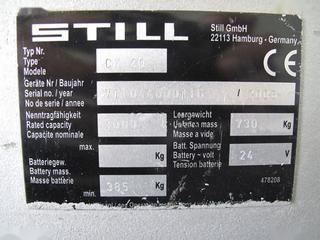 STILL
Still GmbH
22113 Hamburg - Germany
Typ Nr.
Type
Modele
CE
Geräte Nr / Baujahr
Serial no. / year
No de serie / annee
/
Nenntragfähigkeit
Rated capacity
Capacite nominale
Kg
Leergewicht
mass
Masse a vide
730 Kg
Batteriegew.
Battery mass
Masse batterie
max.
Kg
min.
385 Kg
Batt. Spannung
Battery - volt
Tension batterie
24 V
478208